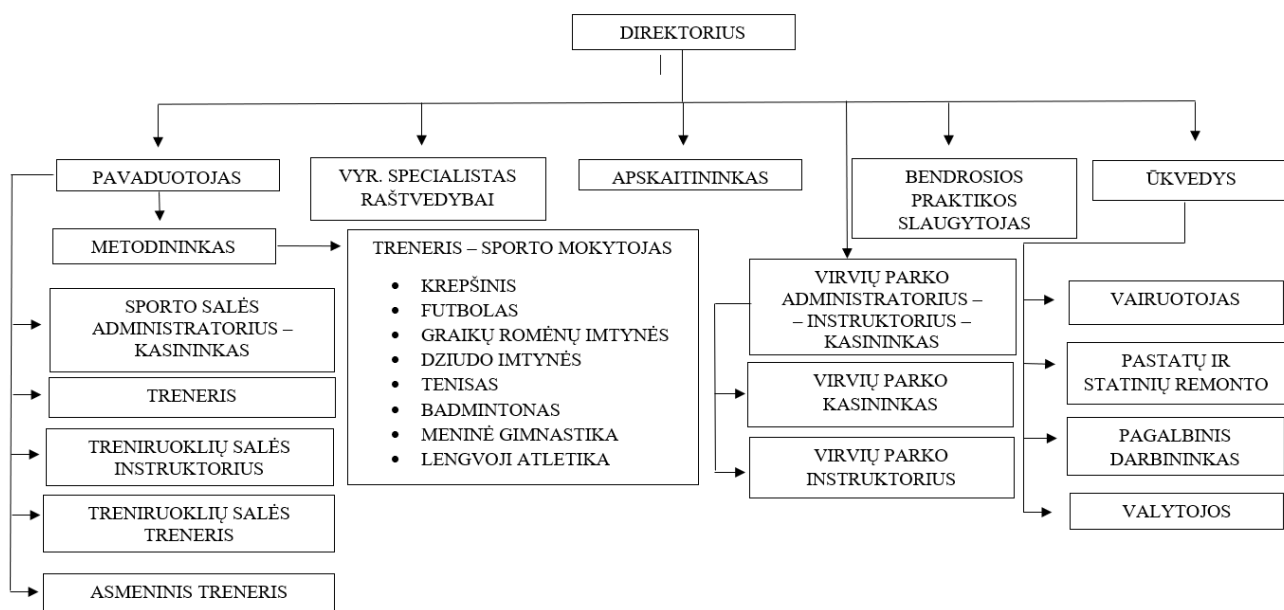 DIREKTORIUS
PAVADUOTOJAS
VYR. SPECIALISTAS
RAŠTVEDYBAI
APSKAITININKAS
BENDROSIOS
PRAKTIKOS
SLAUGYTOJAS
ŪKVEDYS
METODININKAS
TRENERIS – SPORTO MOKYTOJAS
• KREPŠINIS
• FUTBOLAS
• GRAIKŲ ROMĖNŲ IMTYNĖS
• DZIUDO IMTYNĖS
• TENISAS
• BADMINTONAS
• MENINĖ GIMNASTIKA
• LENGVOJI ATLETIKA
SPORTO SALĖS
ADMINISTRATORIUS –
KASININKAS
TRENERIS
TRENIRUOKLIŲ SALĖS
INSTRUKTORIUS
TRENIRUOKLIŲ SALĖS
TRENERIS
ASMENINIS TRENERIS
VIRVIŲ PARKO
ADMINISTRATORIUS –
– INSTRUKTORIUS –
KASININKAS
VIRVIŲ PARKO
KASININKAS
VIRVIŲ PARKO
INSTRUKTORIUS
VAIRUOTOJAS
PASTATŲ IR
STATINIŲ REMONTO
PAGALBINIS
DARBININKAS
VALYTOJOS